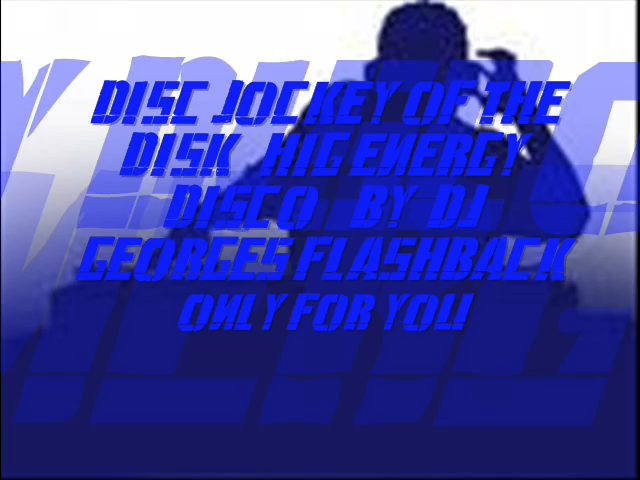 DISC JOCKEY OF THE
DISK HIG ENERGY
DISCO BY DJ
GEORGES FLASHBACK
ONLY FOR YOU